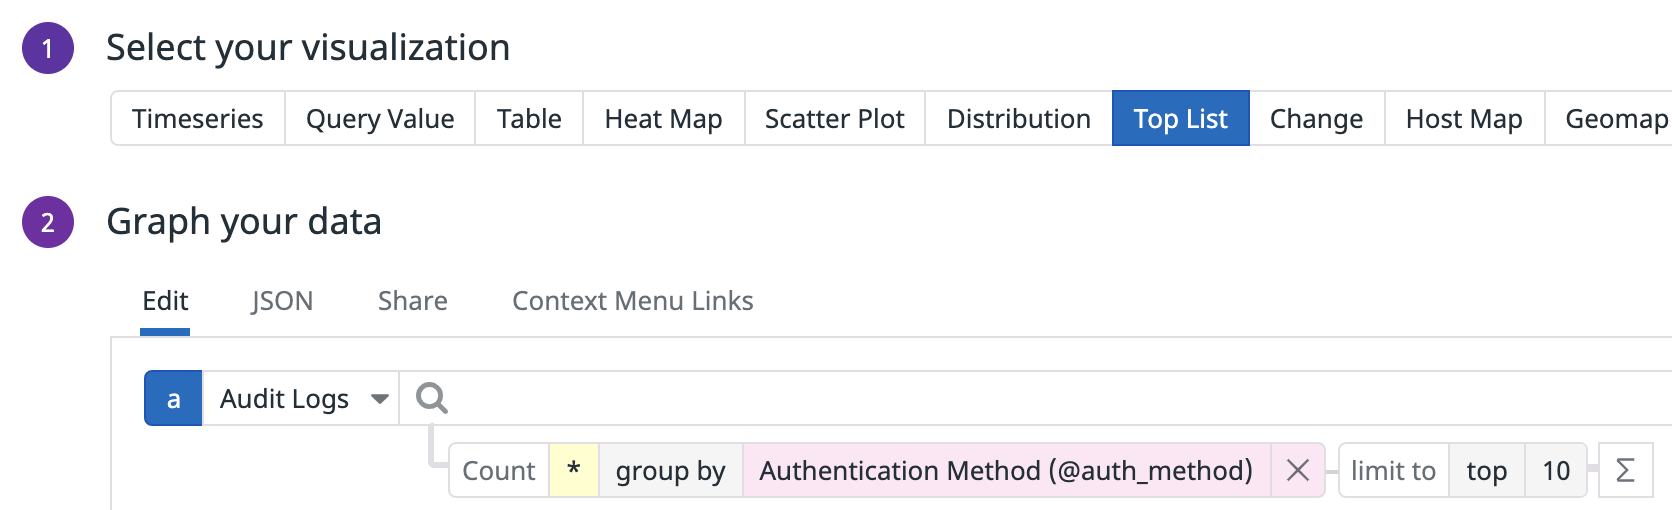 1 Select your visualization
Timeseries Query Value Table Heat Map Scatter Plot Distribution Top List Change Host Map Geomap
2 Graph your data
Edit JSON Share Context Menu Links
a Audit Logs
Count * group by Authentication Method (@auth_method) limit to top 10 Σ